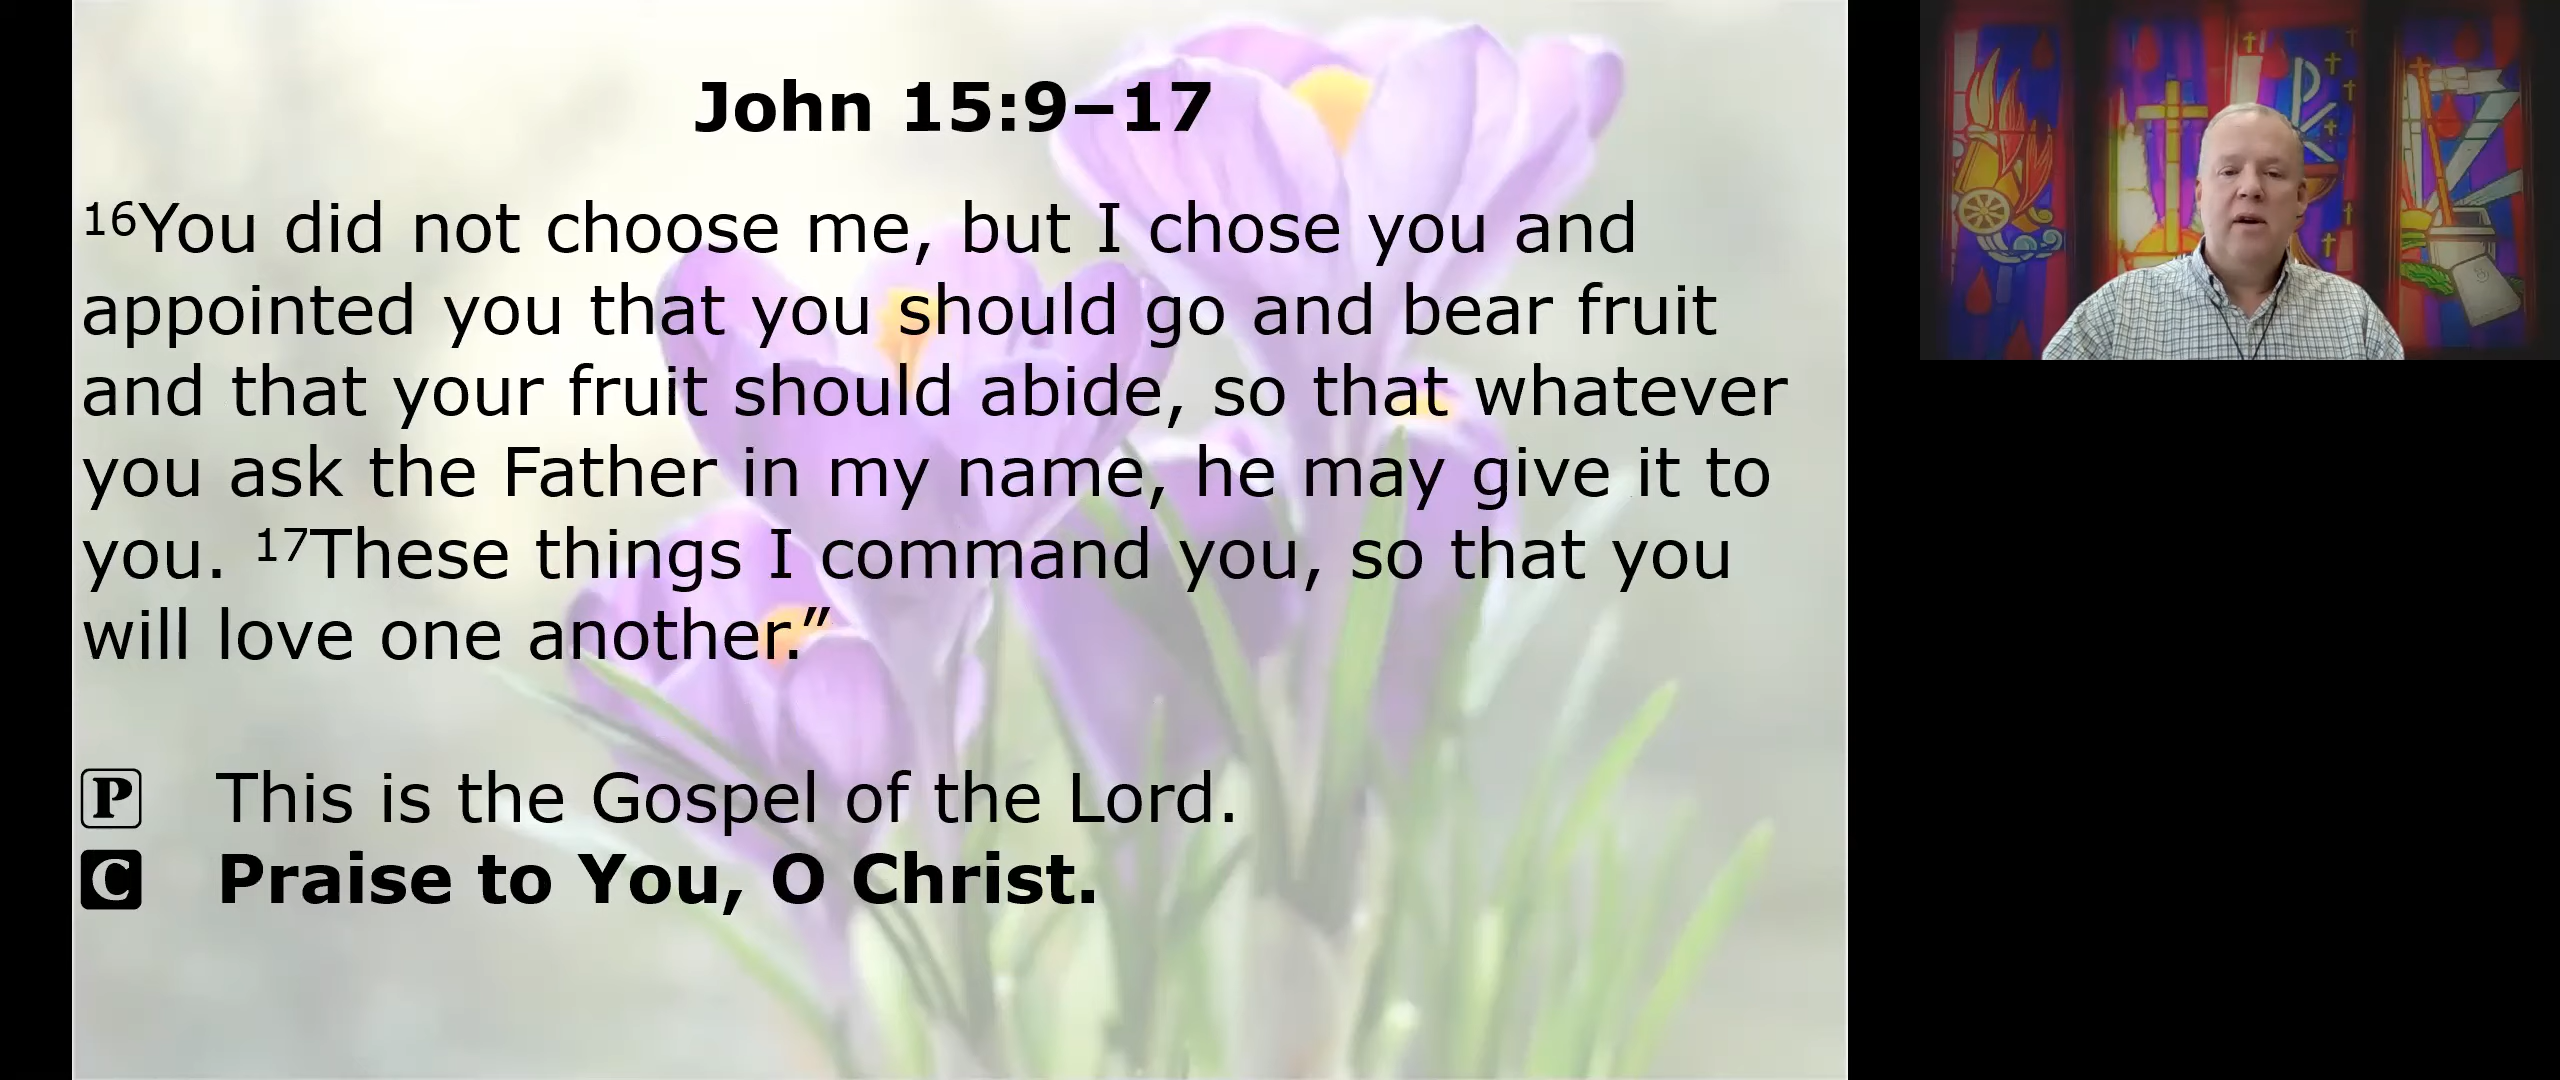 John 15:9–17
16You did not choose me, but I chose you and
appointed you that you should go and bear fruit
and that your fruit should abide, so that whatever
you ask the Father in my name, he may give it to
you. 17These things I command you, so that you
will love one another.”
P This is the Gospel of the Lord.
C Praise to You, O Christ.